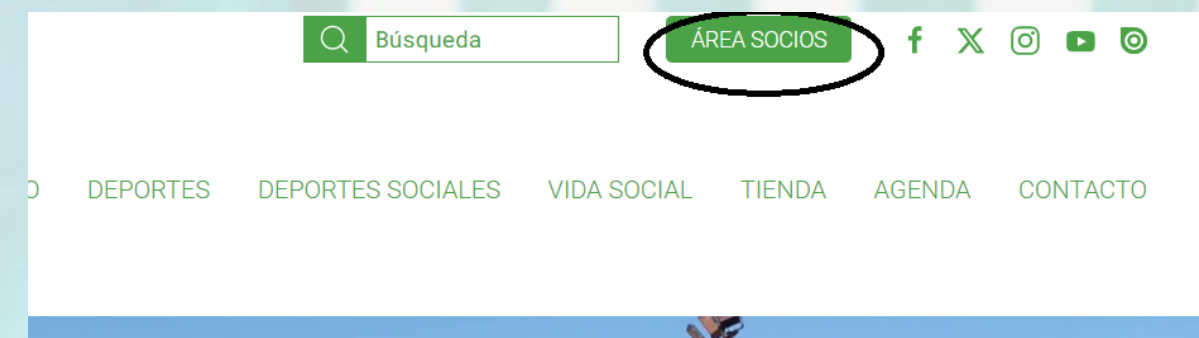 Búsqueda ÁREA SOCIOS
DEPORTES DEPORTES SOCIALES VIDA SOCIAL TIENDA AGENDA CONTACTO